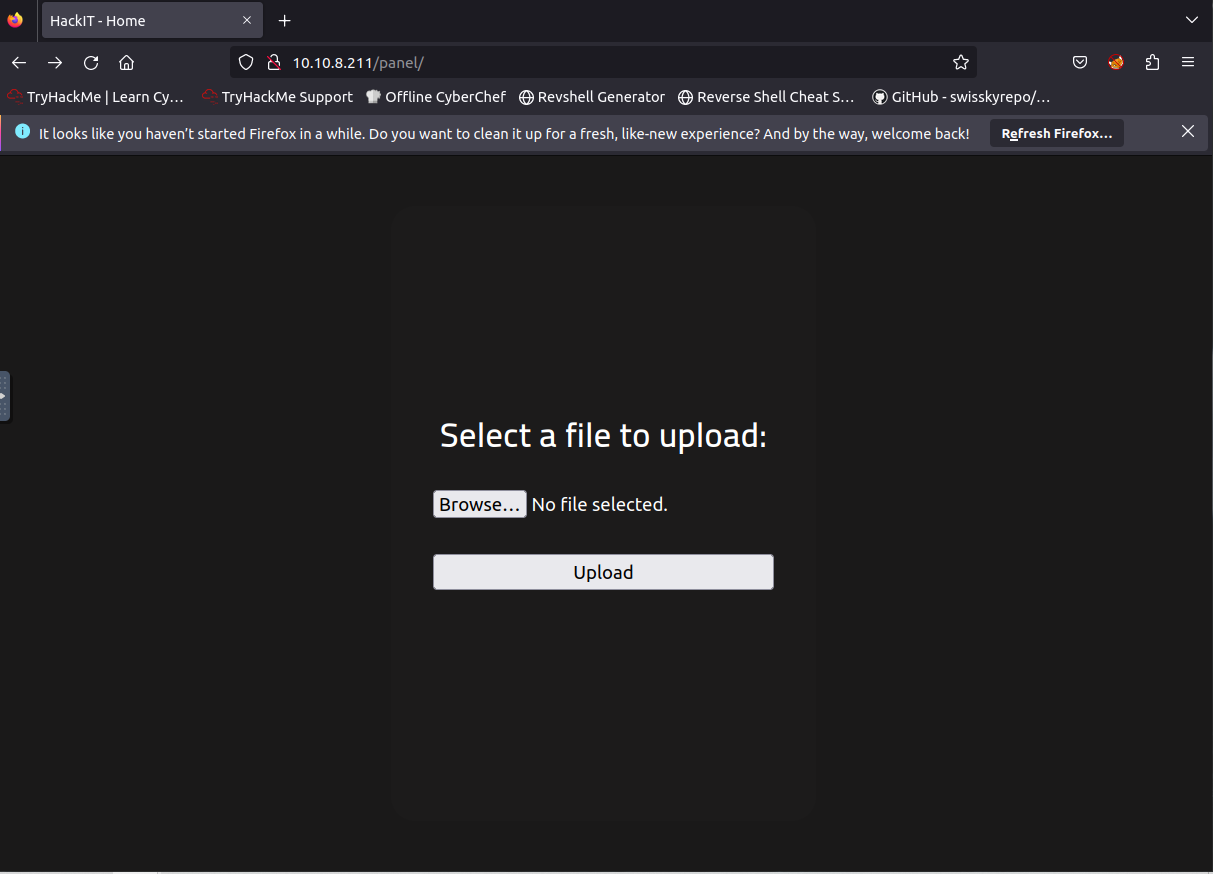 HackIT - Home
10.10.8.211/panel/
TryHackMe | Learn Cy… TryHackMe Support Offline CyberChef Revshell Generator Reverse Shell Cheat S… GitHub - swisskyrepo/…
It looks like you haven’t started Firefox in a while. Do you want to clean it up for a fresh, like-new experience? And by the way, welcome back! Refresh Firefox…
Select a file to upload:
Browse… No file selected.
Upload